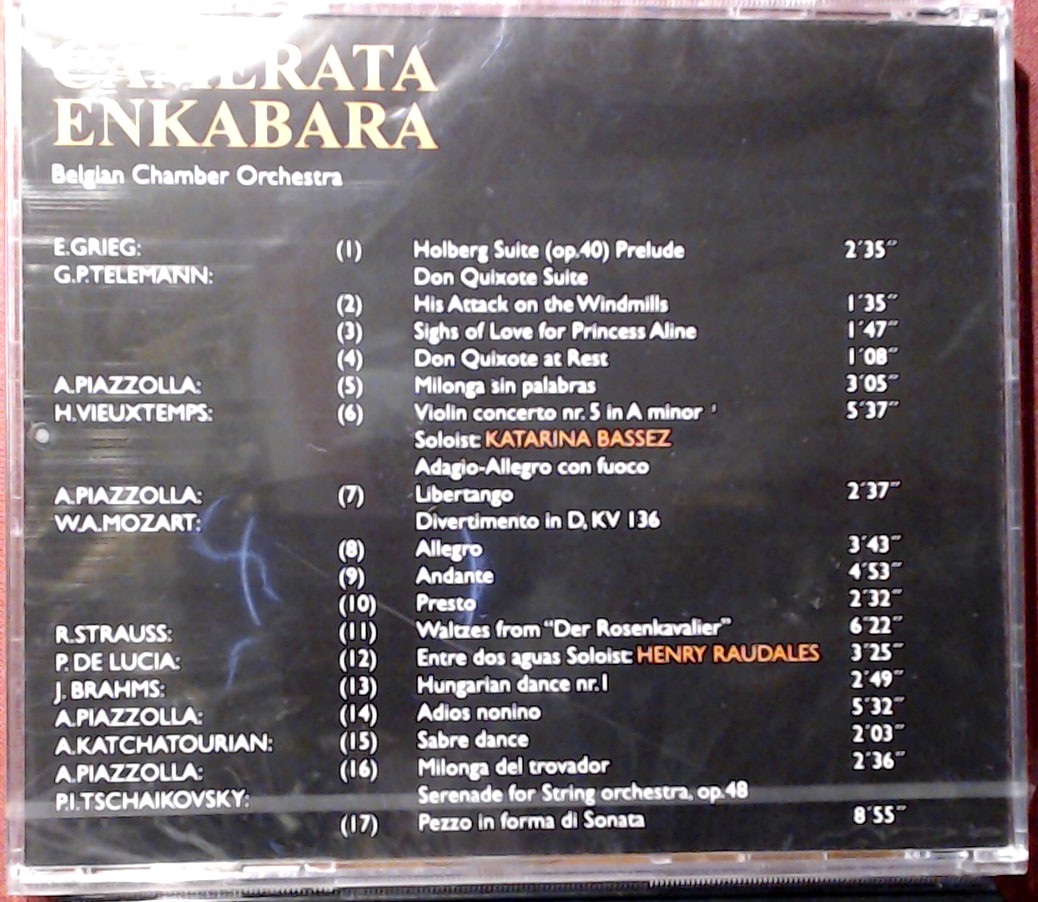 CAMERATA
ENKABARA
Belgian Chamber Orchestra
E.GRIEG: (1) Holberg Suite (op.40) Prelude 2'35"
G.P.TELEMANN: Don Quixote Suite
(2) His Attack on the Windmills 1'35"
(3) Sighs of Love for Princess Aline 1'47"
(4) Don Quixote at Rest 1'08"
A.PIAZZOLLA: (5) Milonga sin palabras 3'05"
H.VIEUXTEMPS: (6) Violin concerto nr. 5 in A minor 5'37"
Soloist: KATARINA BASSEZ
Adagio-Allegro con fuoco
A.PIAZZOLLA: (7) Libertango 2'37"
W.A.MOZART: Divertimento in D, KV 136
(8) Allegro 3'43"
(9) Andante 4'53"
(10) Presto 2'32"
R.STRAUSS: (11) Waltzes from "Der Rosenkavalier" 6'22"
P. DE LUCIA: (12) Entre dos aguas Soloist: HENRY RAUDALES 3'25"
J. BRAHMS: (13) Hungarian dance nr.1 2'49"
A.PIAZZOLLA: (14) Adios nonino 5'32"
A.KATCHATOURIAN: (15) Sabre dance 2'03"
A.PIAZZOLLA: (16) Milonga del trovador 2'36"
P.I.TSCHAIKOVSKY: Serenade for String orchestra, op.48
(17) Pezzo in forma di Sonata 8'55"